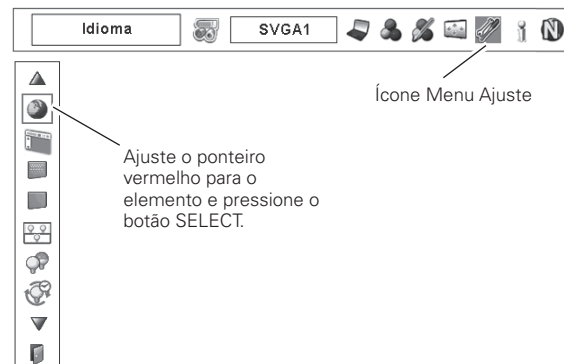 Idioma
SVGA1
Ícone Menu Ajuste
Ajuste o ponteiro
vermelho para o
elemento e pressione o
botão SELECT.